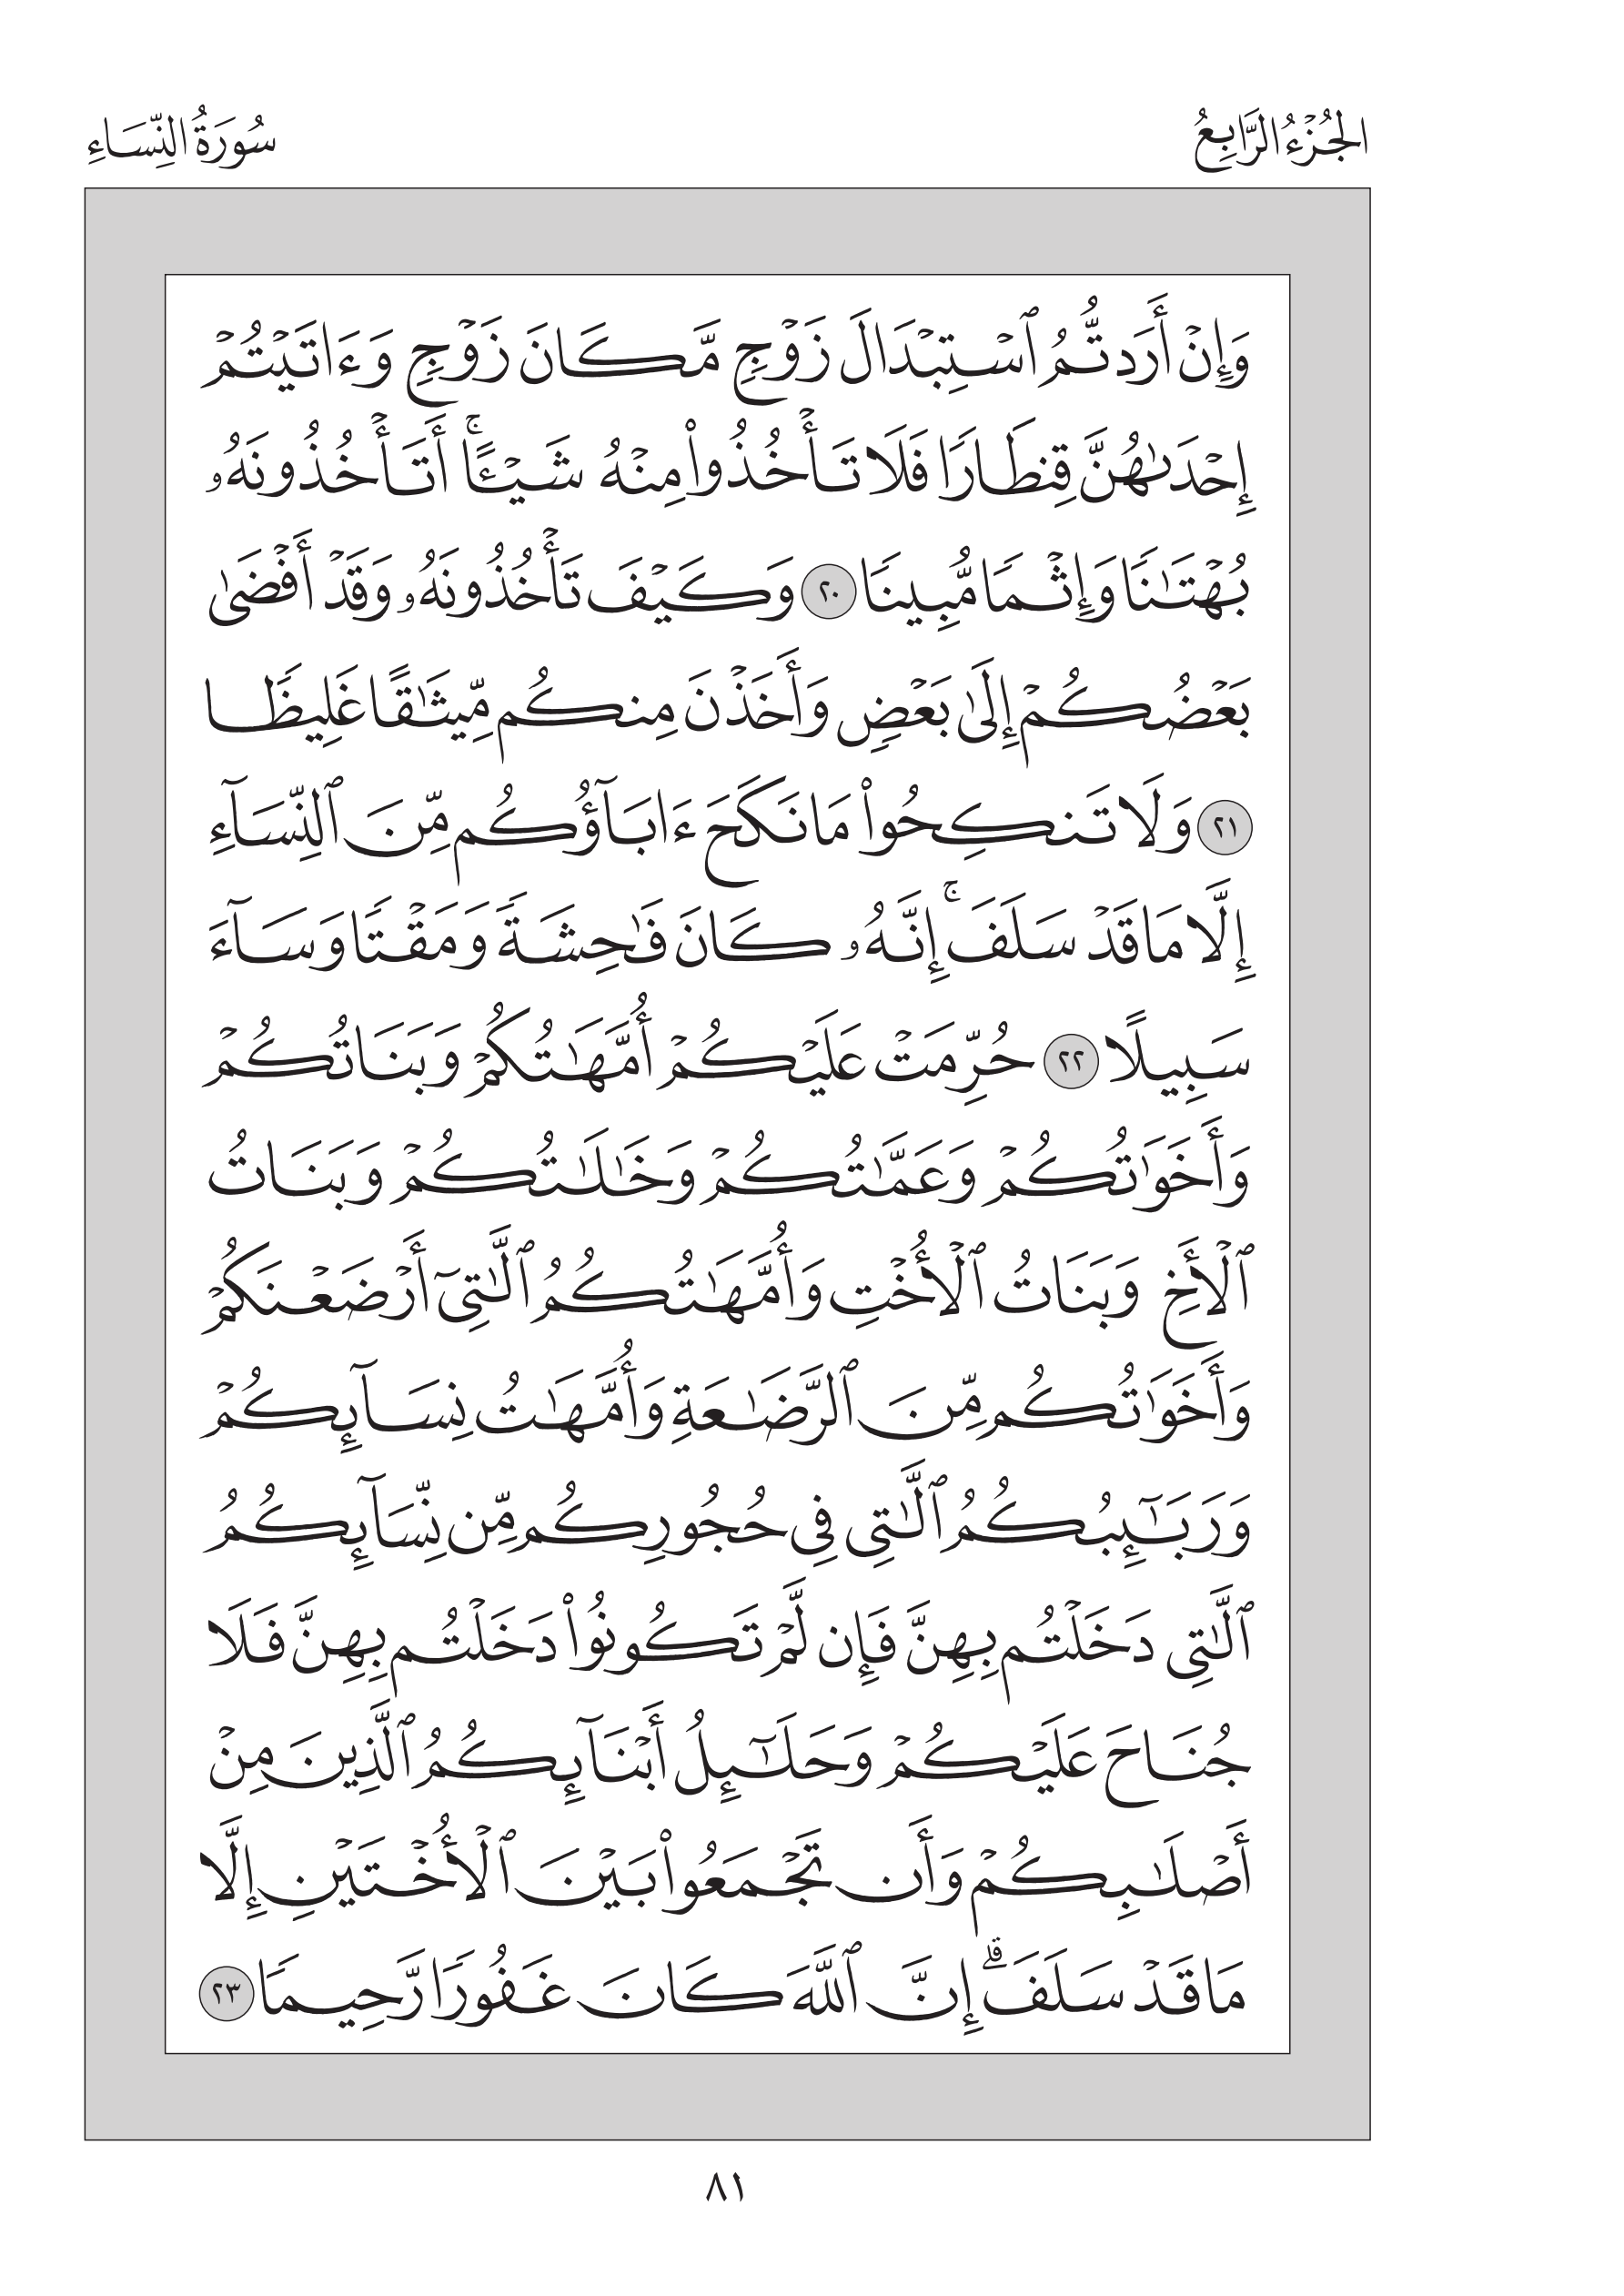 الجُزْءُ الرَّابِعُ
سُورَةُ النِّسَاءِ
وَإِنْ أَرَدتُّمُ ٱسْتِبْدَالَ زَوْجٍ مَّكَانَ زَوْجٍ وَءَاتَيْتُمْ
إِحْدَىٰهُنَّ قِنطَارًا فَلَا تَأْخُذُوا۟ مِنْهُ شَيْـًٔا ۚ أَتَأْخُذُونَهُۥ
بُهْتَـٰنًا وَإِثْمًا مُّبِينًا ٢٠ وَكَيْفَ تَأْخُذُونَهُۥ وَقَدْ أَفْضَىٰ
بَعْضُكُمْ إِلَىٰ بَعْضٍ وَأَخَذْنَ مِنكُم مِّيثَـٰقًا غَلِيظًا
٢١ وَلَا تَنكِحُوا۟ مَا نَكَحَ ءَابَآؤُكُم مِّنَ ٱلنِّسَآءِ
إِلَّا مَا قَدْ سَلَفَ ۚ إِنَّهُۥ كَانَ فَـٰحِشَةً وَمَقْتًا وَسَآءَ
سَبِيلًا ٢٢ حُرِّمَتْ عَلَيْكُمْ أُمَّهَـٰتُكُمْ وَبَنَاتُكُمْ
وَأَخَوَٰتُكُمْ وَعَمَّـٰتُكُمْ وَخَـٰلَـٰتُكُمْ وَبَنَاتُ
ٱلْأَخِ وَبَنَاتُ ٱلْأُخْتِ وَأُمَّهَـٰتُكُمُ ٱلَّـٰتِىٓ أَرْضَعْنَكُمْ
وَأَخَوَٰتُكُم مِّنَ ٱلرَّضَـٰعَةِ وَأُمَّهَـٰتُ نِسَآئِكُمْ
وَرَبَـٰٓئِبُكُمُ ٱلَّـٰتِى فِى حُجُورِكُم مِّن نِّسَآئِكُمُ
ٱلَّـٰتِى دَخَلْتُم بِهِنَّ فَإِن لَّمْ تَكُونُوا۟ دَخَلْتُم بِهِنَّ فَلَا
جُنَاحَ عَلَيْكُمْ وَحَلَـٰٓئِلُ أَبْنَآئِكُمُ ٱلَّذِينَ مِنْ
أَصْلَـٰبِكُمْ وَأَن تَجْمَعُوا۟ بَيْنَ ٱلْأُخْتَيْنِ إِلَّا
مَا قَدْ سَلَفَ ۗ إِنَّ ٱللَّهَ كَانَ غَفُورًا رَّحِيمًا ٢٣
٨١